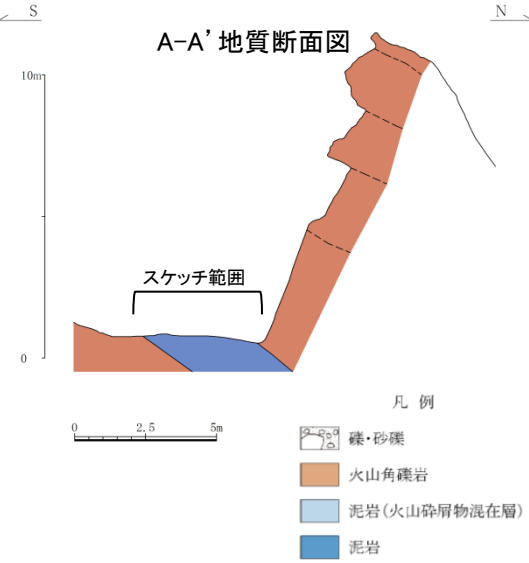 S
N
A-A’地質断面図
10m
スケッチ範囲
0
0 2.5 5m
凡 例
礫・砂礫
火山角礫岩
泥岩(火山砕屑物混在層)
泥岩